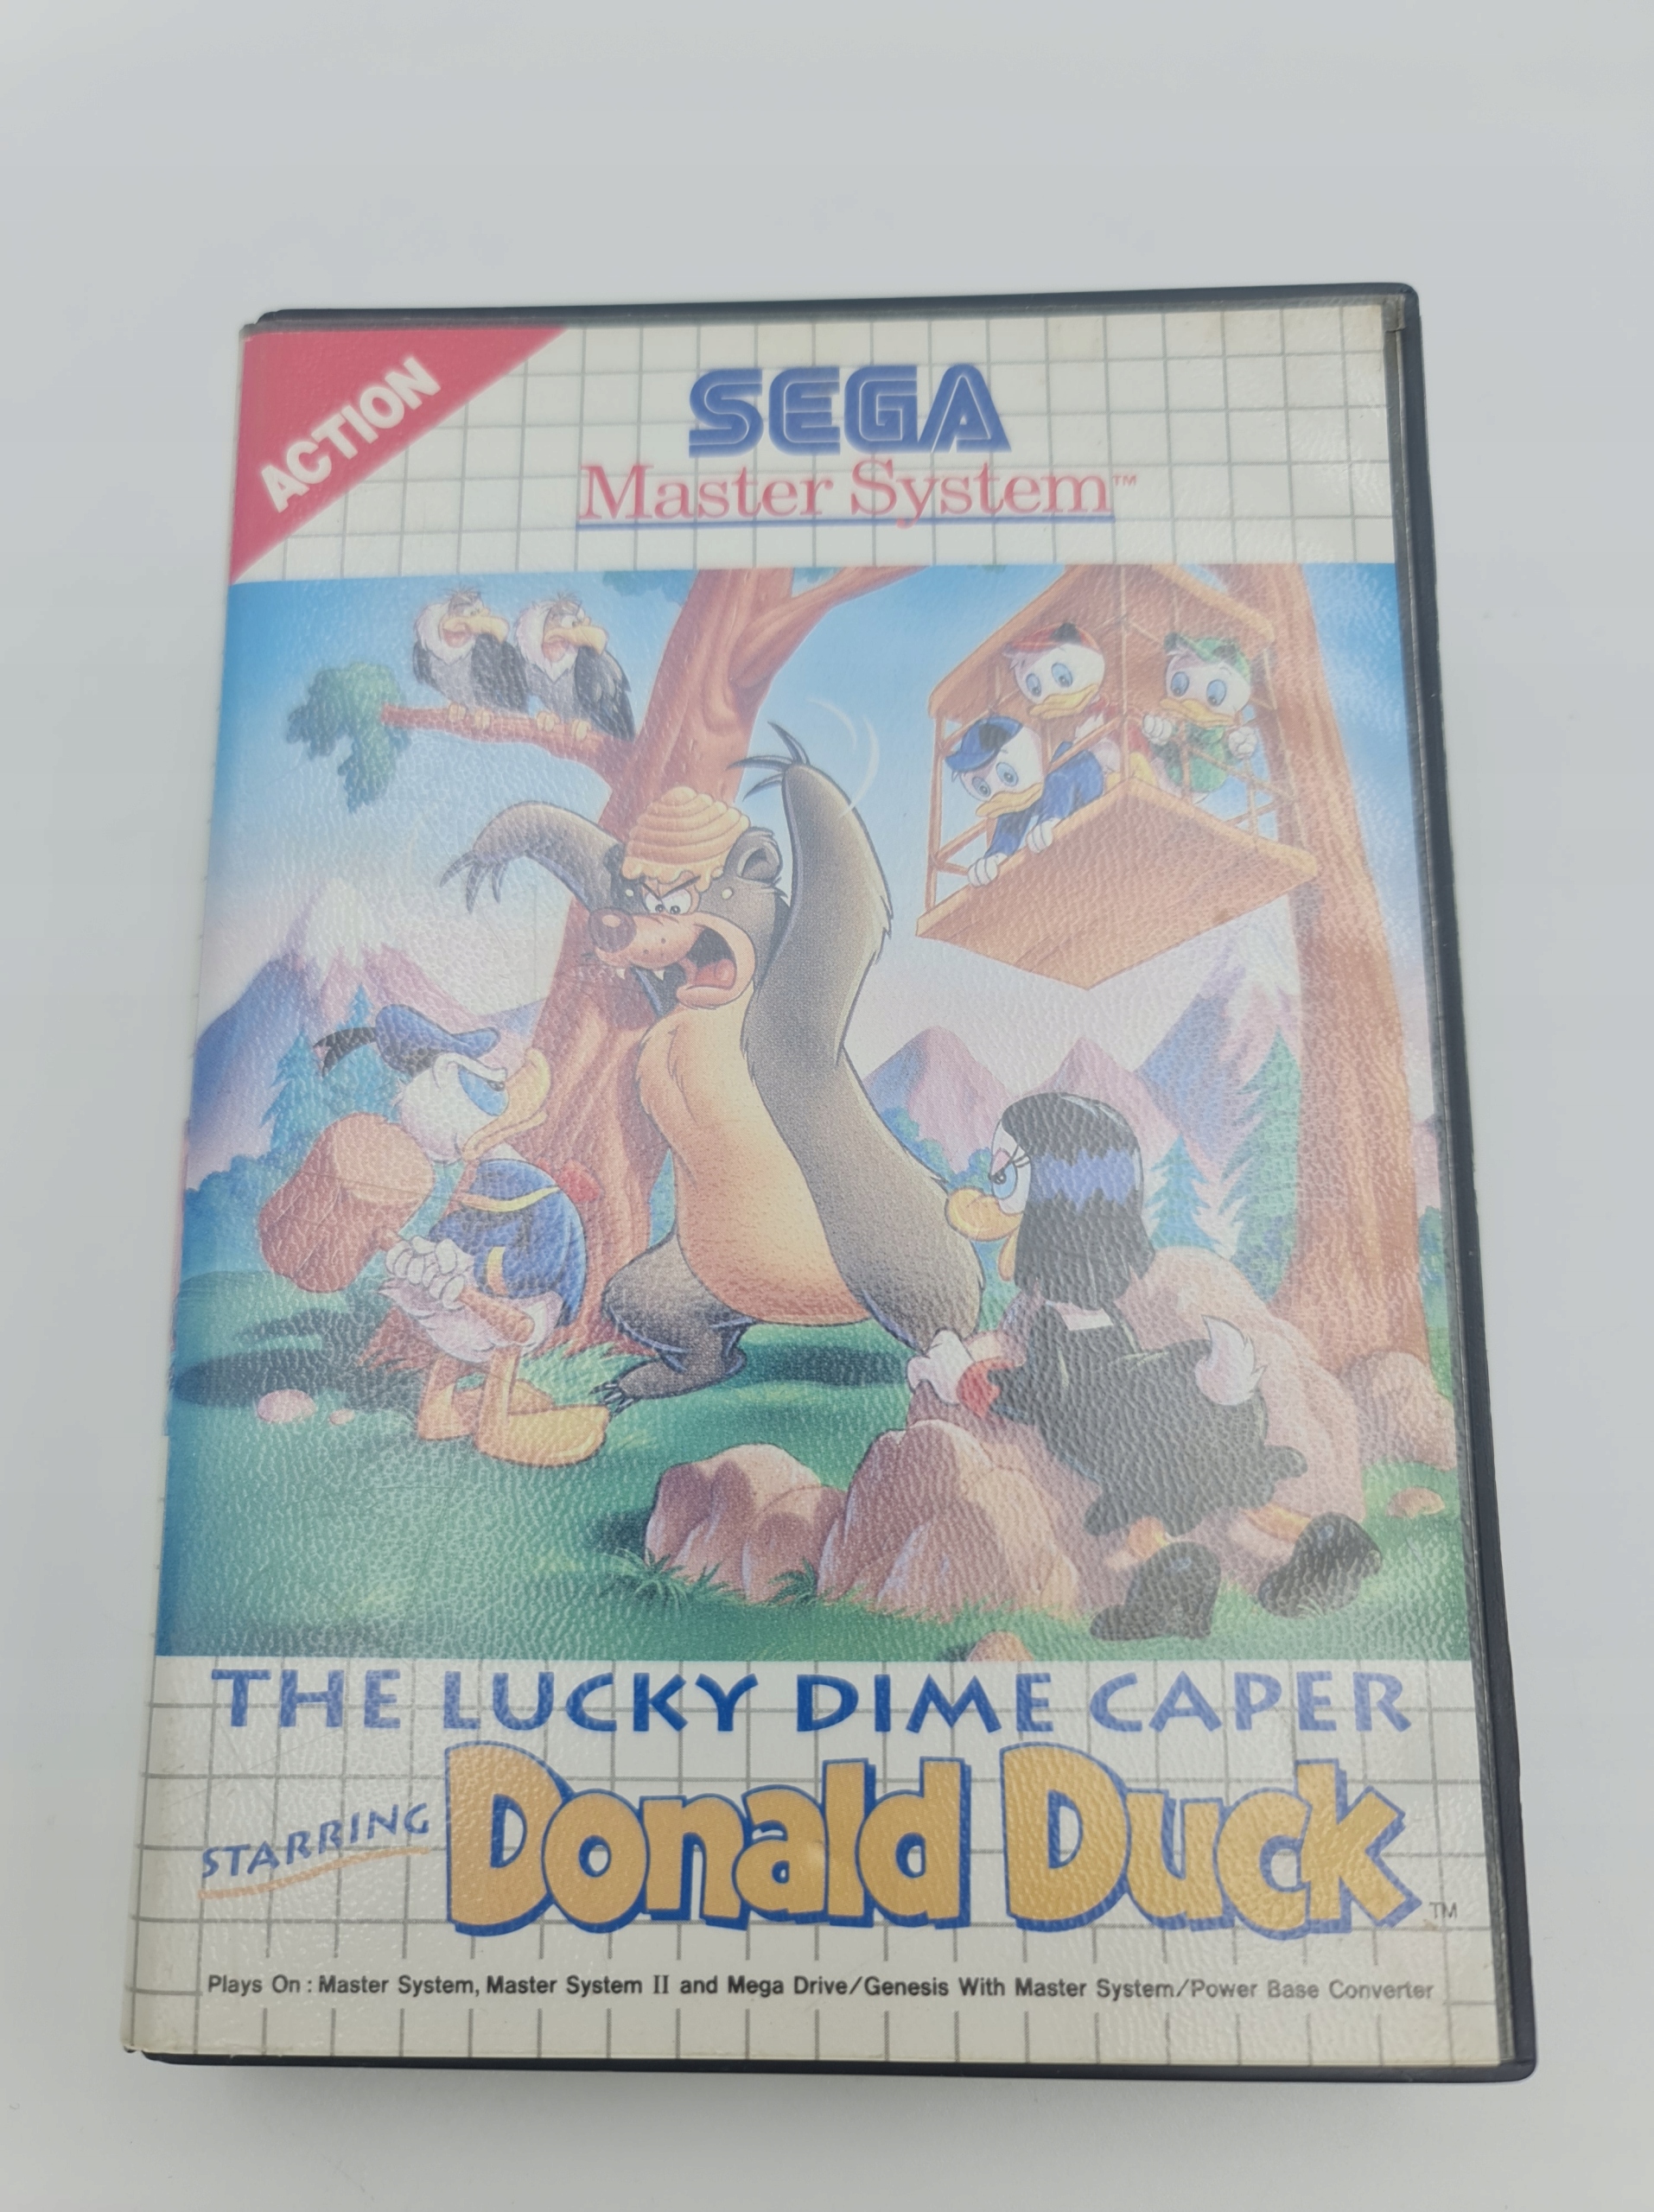 ACTION
SEGA
Master System™
THE LUCKY DIME CAPER
STARRING Donald Duck™
Plays On : Master System, Master System II and Mega Drive/Genesis With Master System/Power Base Converter